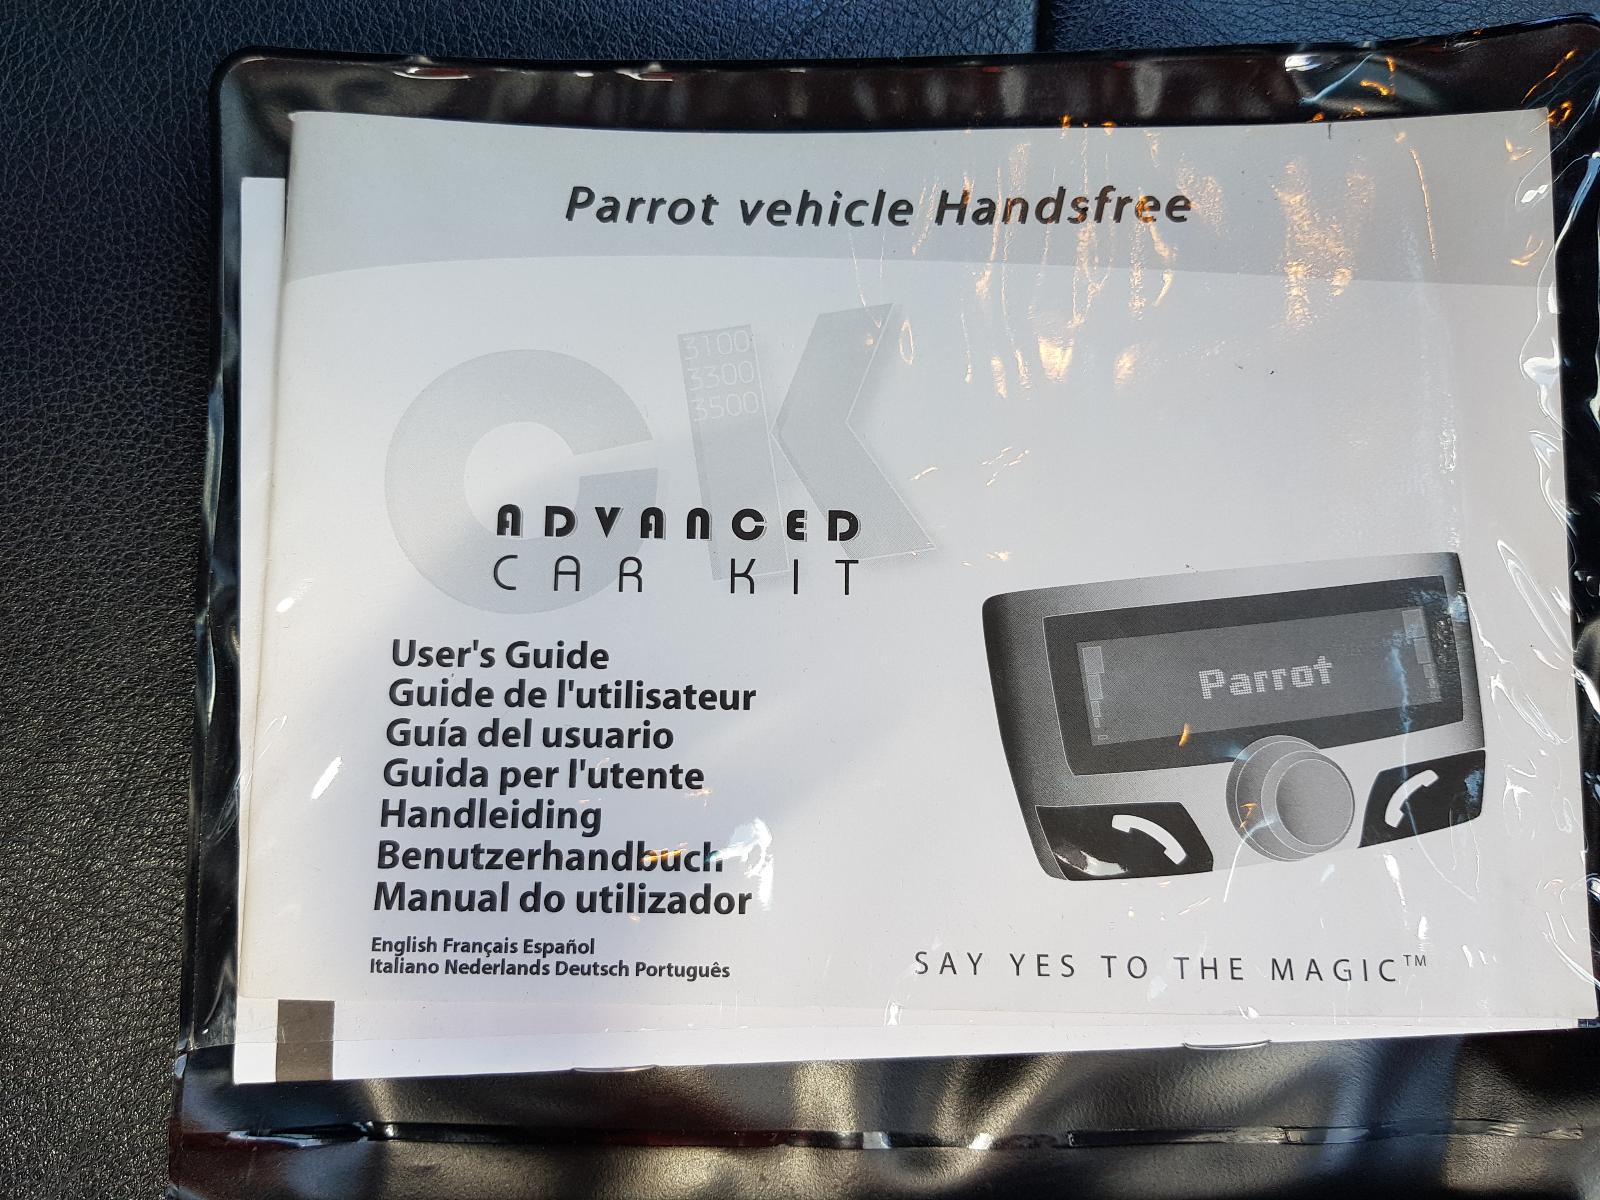 Parrot vehicle Handsfree
CK
3100
3300
3500
ADVANCED
CAR KIT
User's Guide
Guide de l'utilisateur
Guía del usuario
Guida per l'utente
Handleiding
Benutzerhandbuch
Manual do utilizador
English Français Español
Italiano Nederlands Deutsch Português
Parrot
SAY YES TO THE MAGIC™